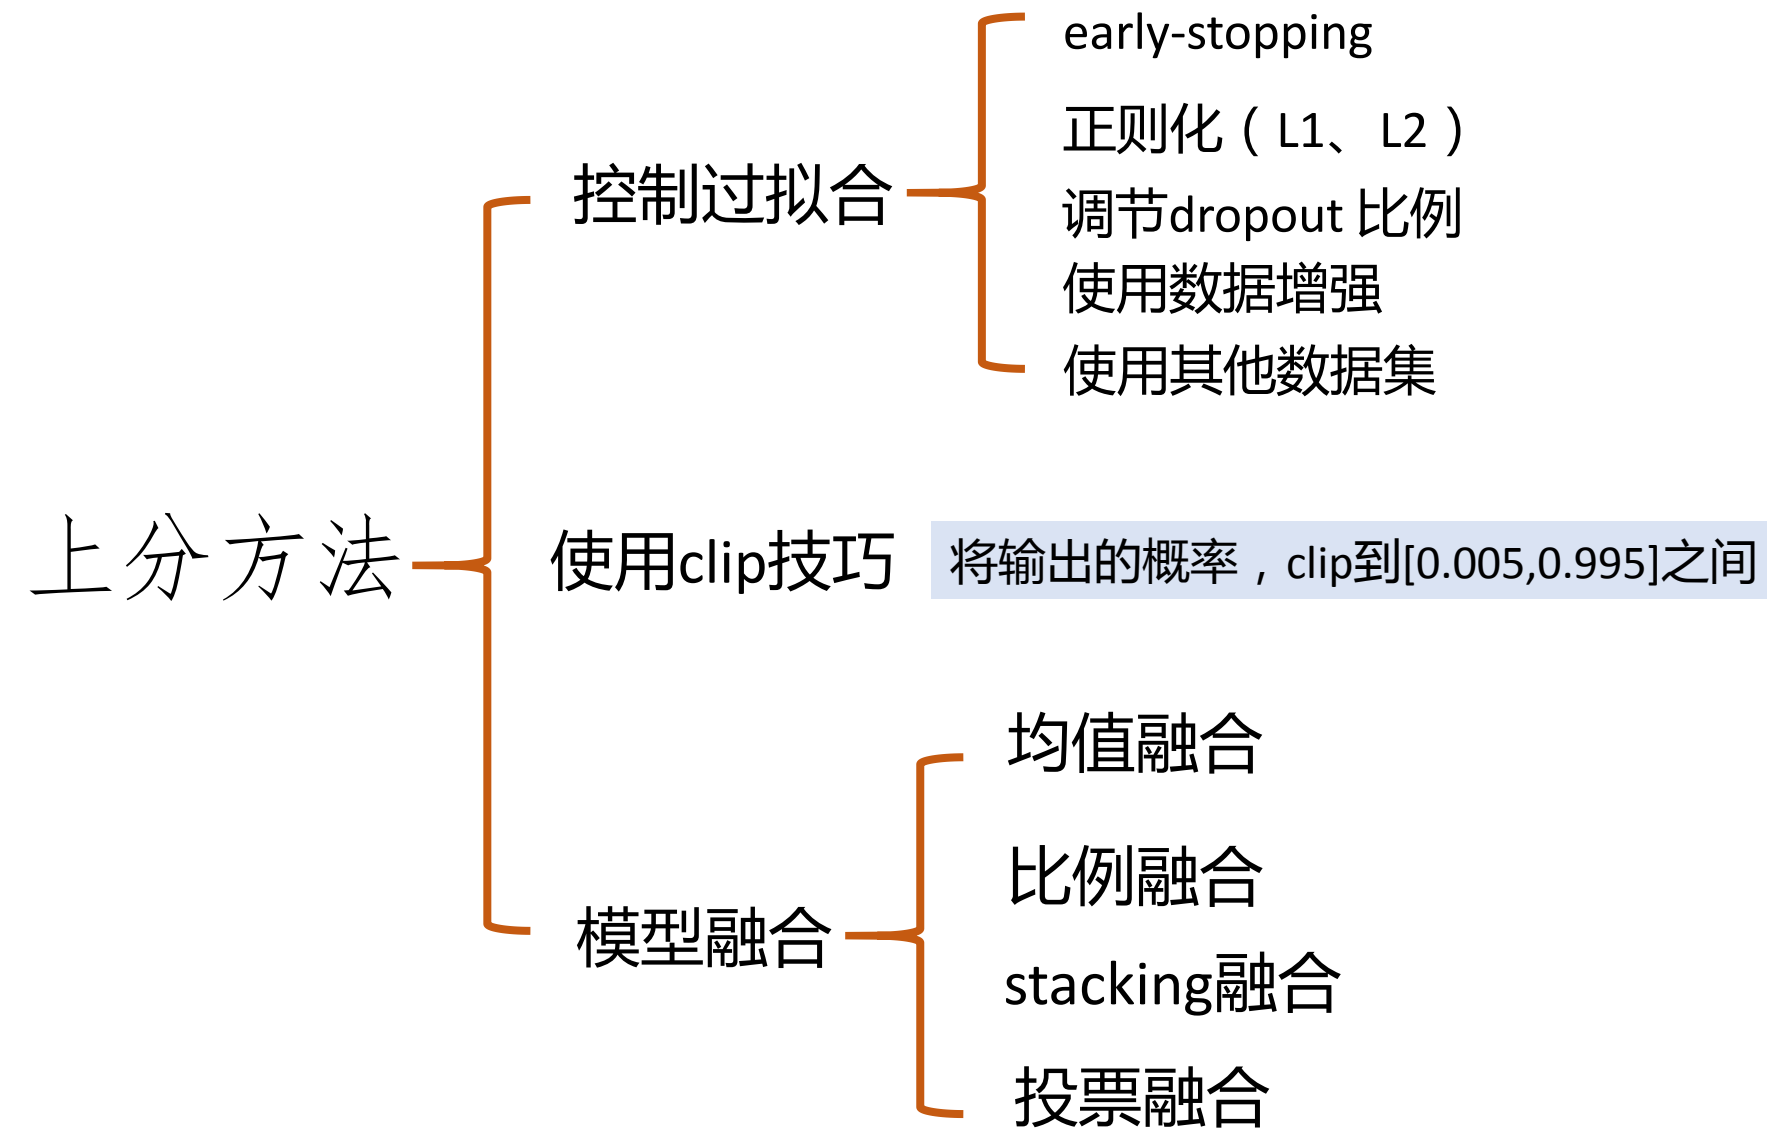 上分方法
控制过拟合
early-stopping
正则化（L1、L2）
调节dropout 比例
使用数据增强
使用其他数据集
使用clip技巧
将输出的概率，clip到[0.005,0.995]之间
模型融合
均值融合
比例融合
stacking融合
投票融合